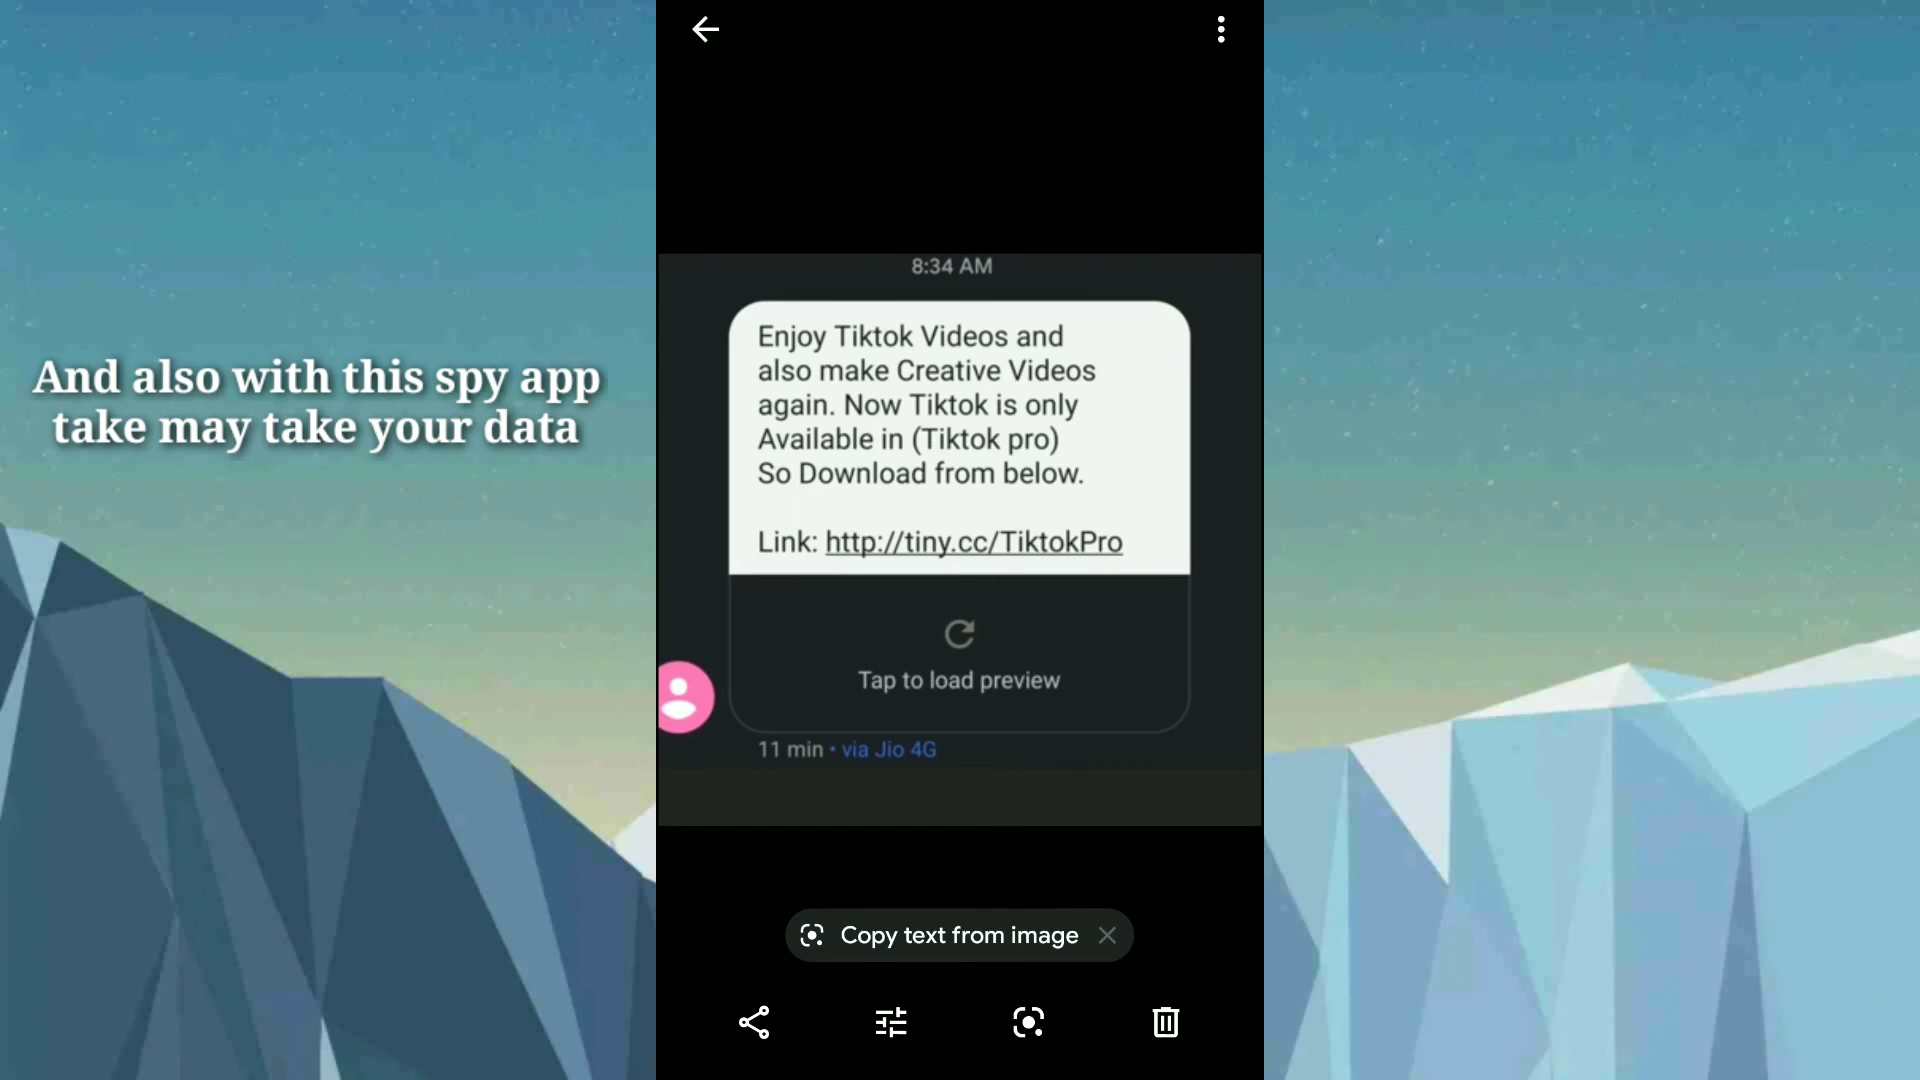 And also with this spy app
take may take your data
8:34 AM
Enjoy Tiktok Videos and
also make Creative Videos
again. Now Tiktok is only
Available in (Tiktok pro)
So Download from below.
Link: http://tiny.cc/TiktokPro
Tap to load preview
11 min • via Jio 4G
Copy text from image